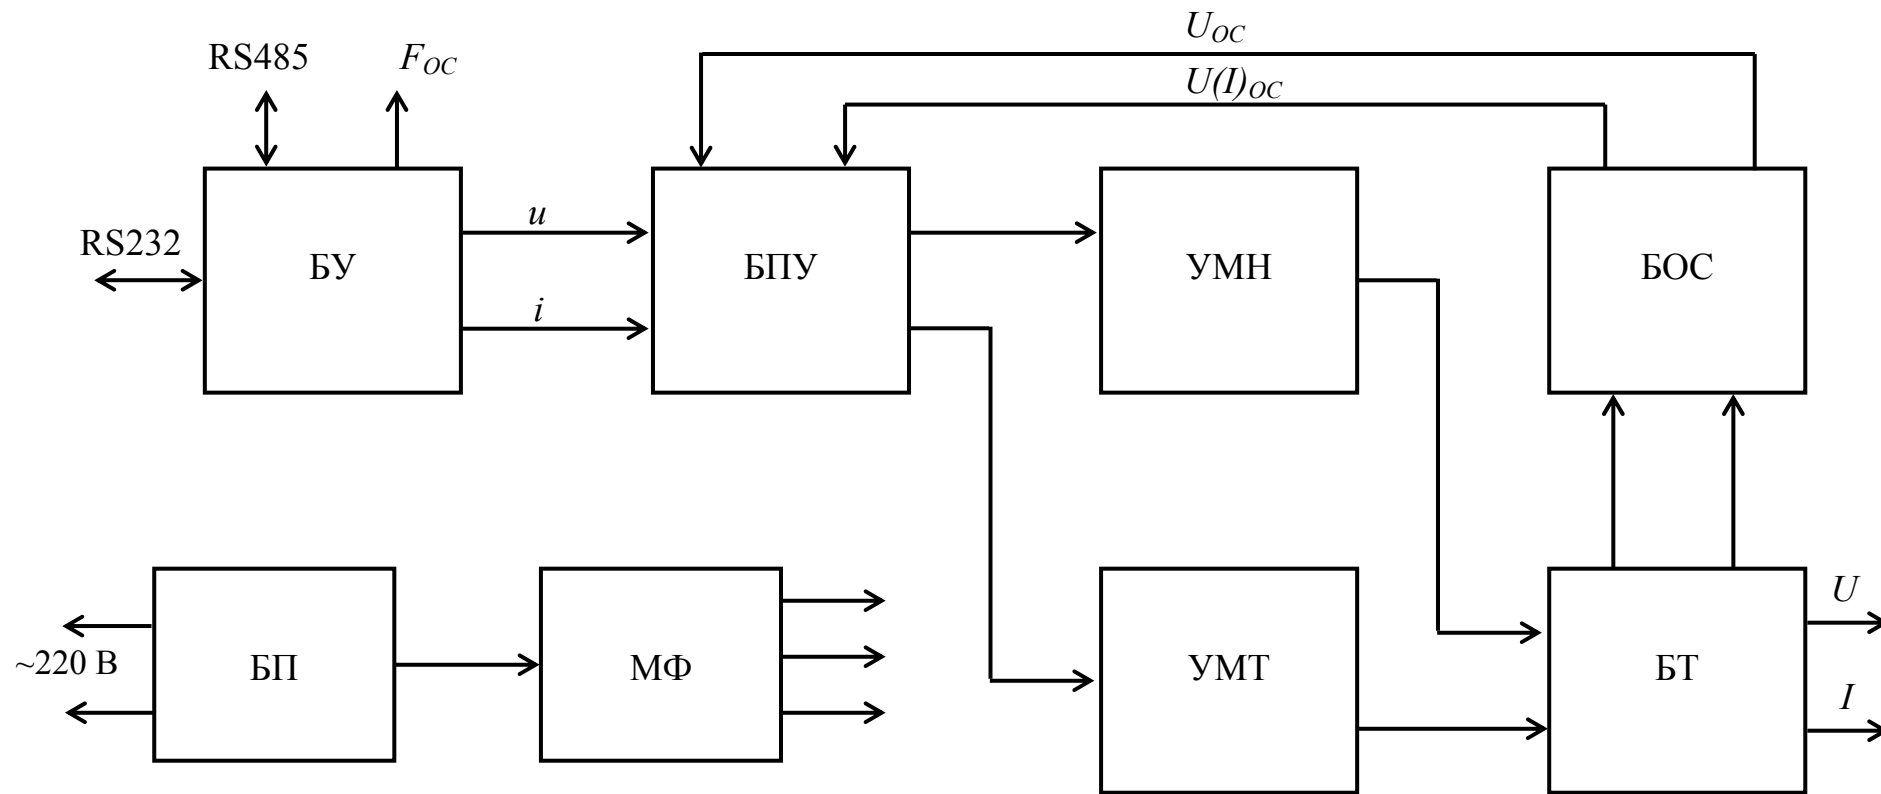 U_OC
RS485
F_OC
U(I)_OC
u
RS232
БУ
БПУ
УМН
БОС
i
U
~220 В
БП
МФ
УМТ
БТ
I